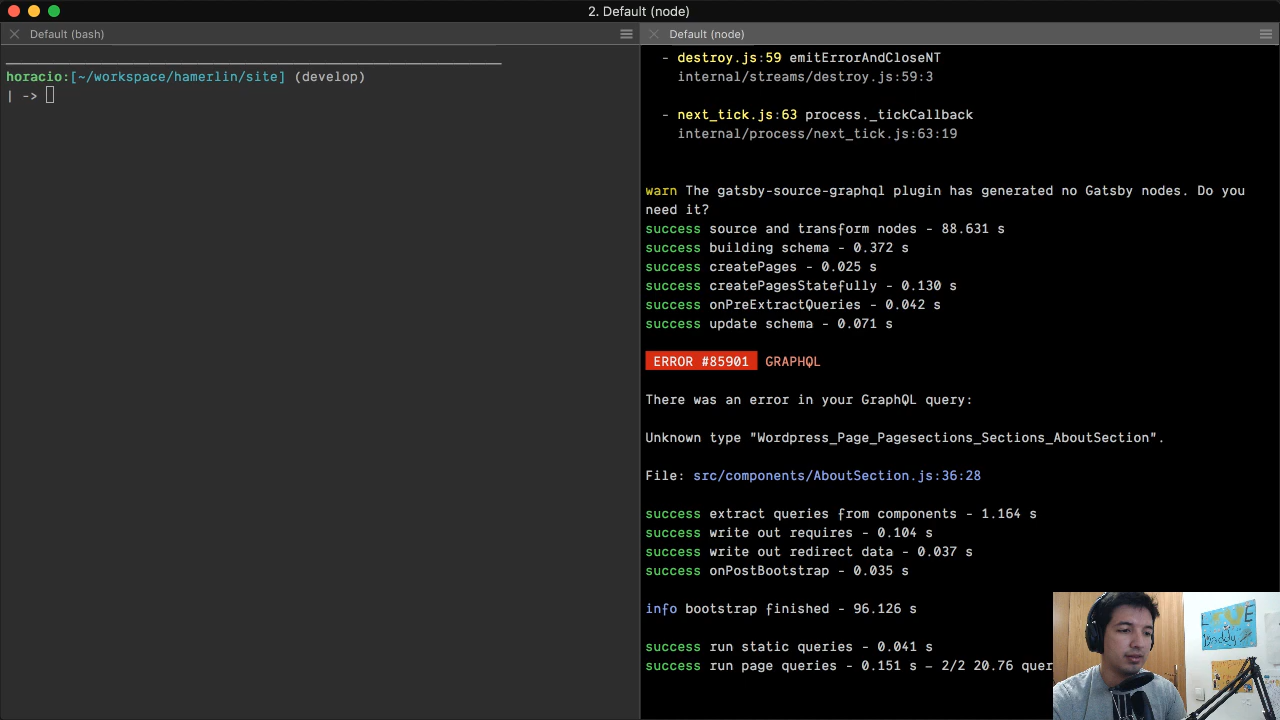 2. Default (node)
Default (bash)
horacio:[~/workspace/hamerlin/site] (develop)
| ->
Default (node)
- destroy.js:59 emitErrorAndCloseNT
internal/streams/destroy.js:59:3
- next_tick.js:63 process._tickCallback
internal/process/next_tick.js:63:19
warn The gatsby-source-graphql plugin has generated no Gatsby nodes. Do you
need it?
success source and transform nodes - 88.631 s
success building schema - 0.372 s
success createPages - 0.025 s
success createPagesStatefully - 0.130 s
success onPreExtractQueries - 0.042 s
success update schema - 0.071 s
ERROR #85901 GRAPHQL
There was an error in your GraphQL query:
Unknown type "Wordpress_Page_Pagesections_Sections_AboutSection".
File: src/components/AboutSection.js:36:28
success extract queries from components - 1.164 s
success write out requires - 0.104 s
success write out redirect data - 0.037 s
success onPostBootstrap - 0.035 s
info bootstrap finished - 96.126 s
success run static queries - 0.041 s
success run page queries - 0.151 s — 2/2 20.76 quer